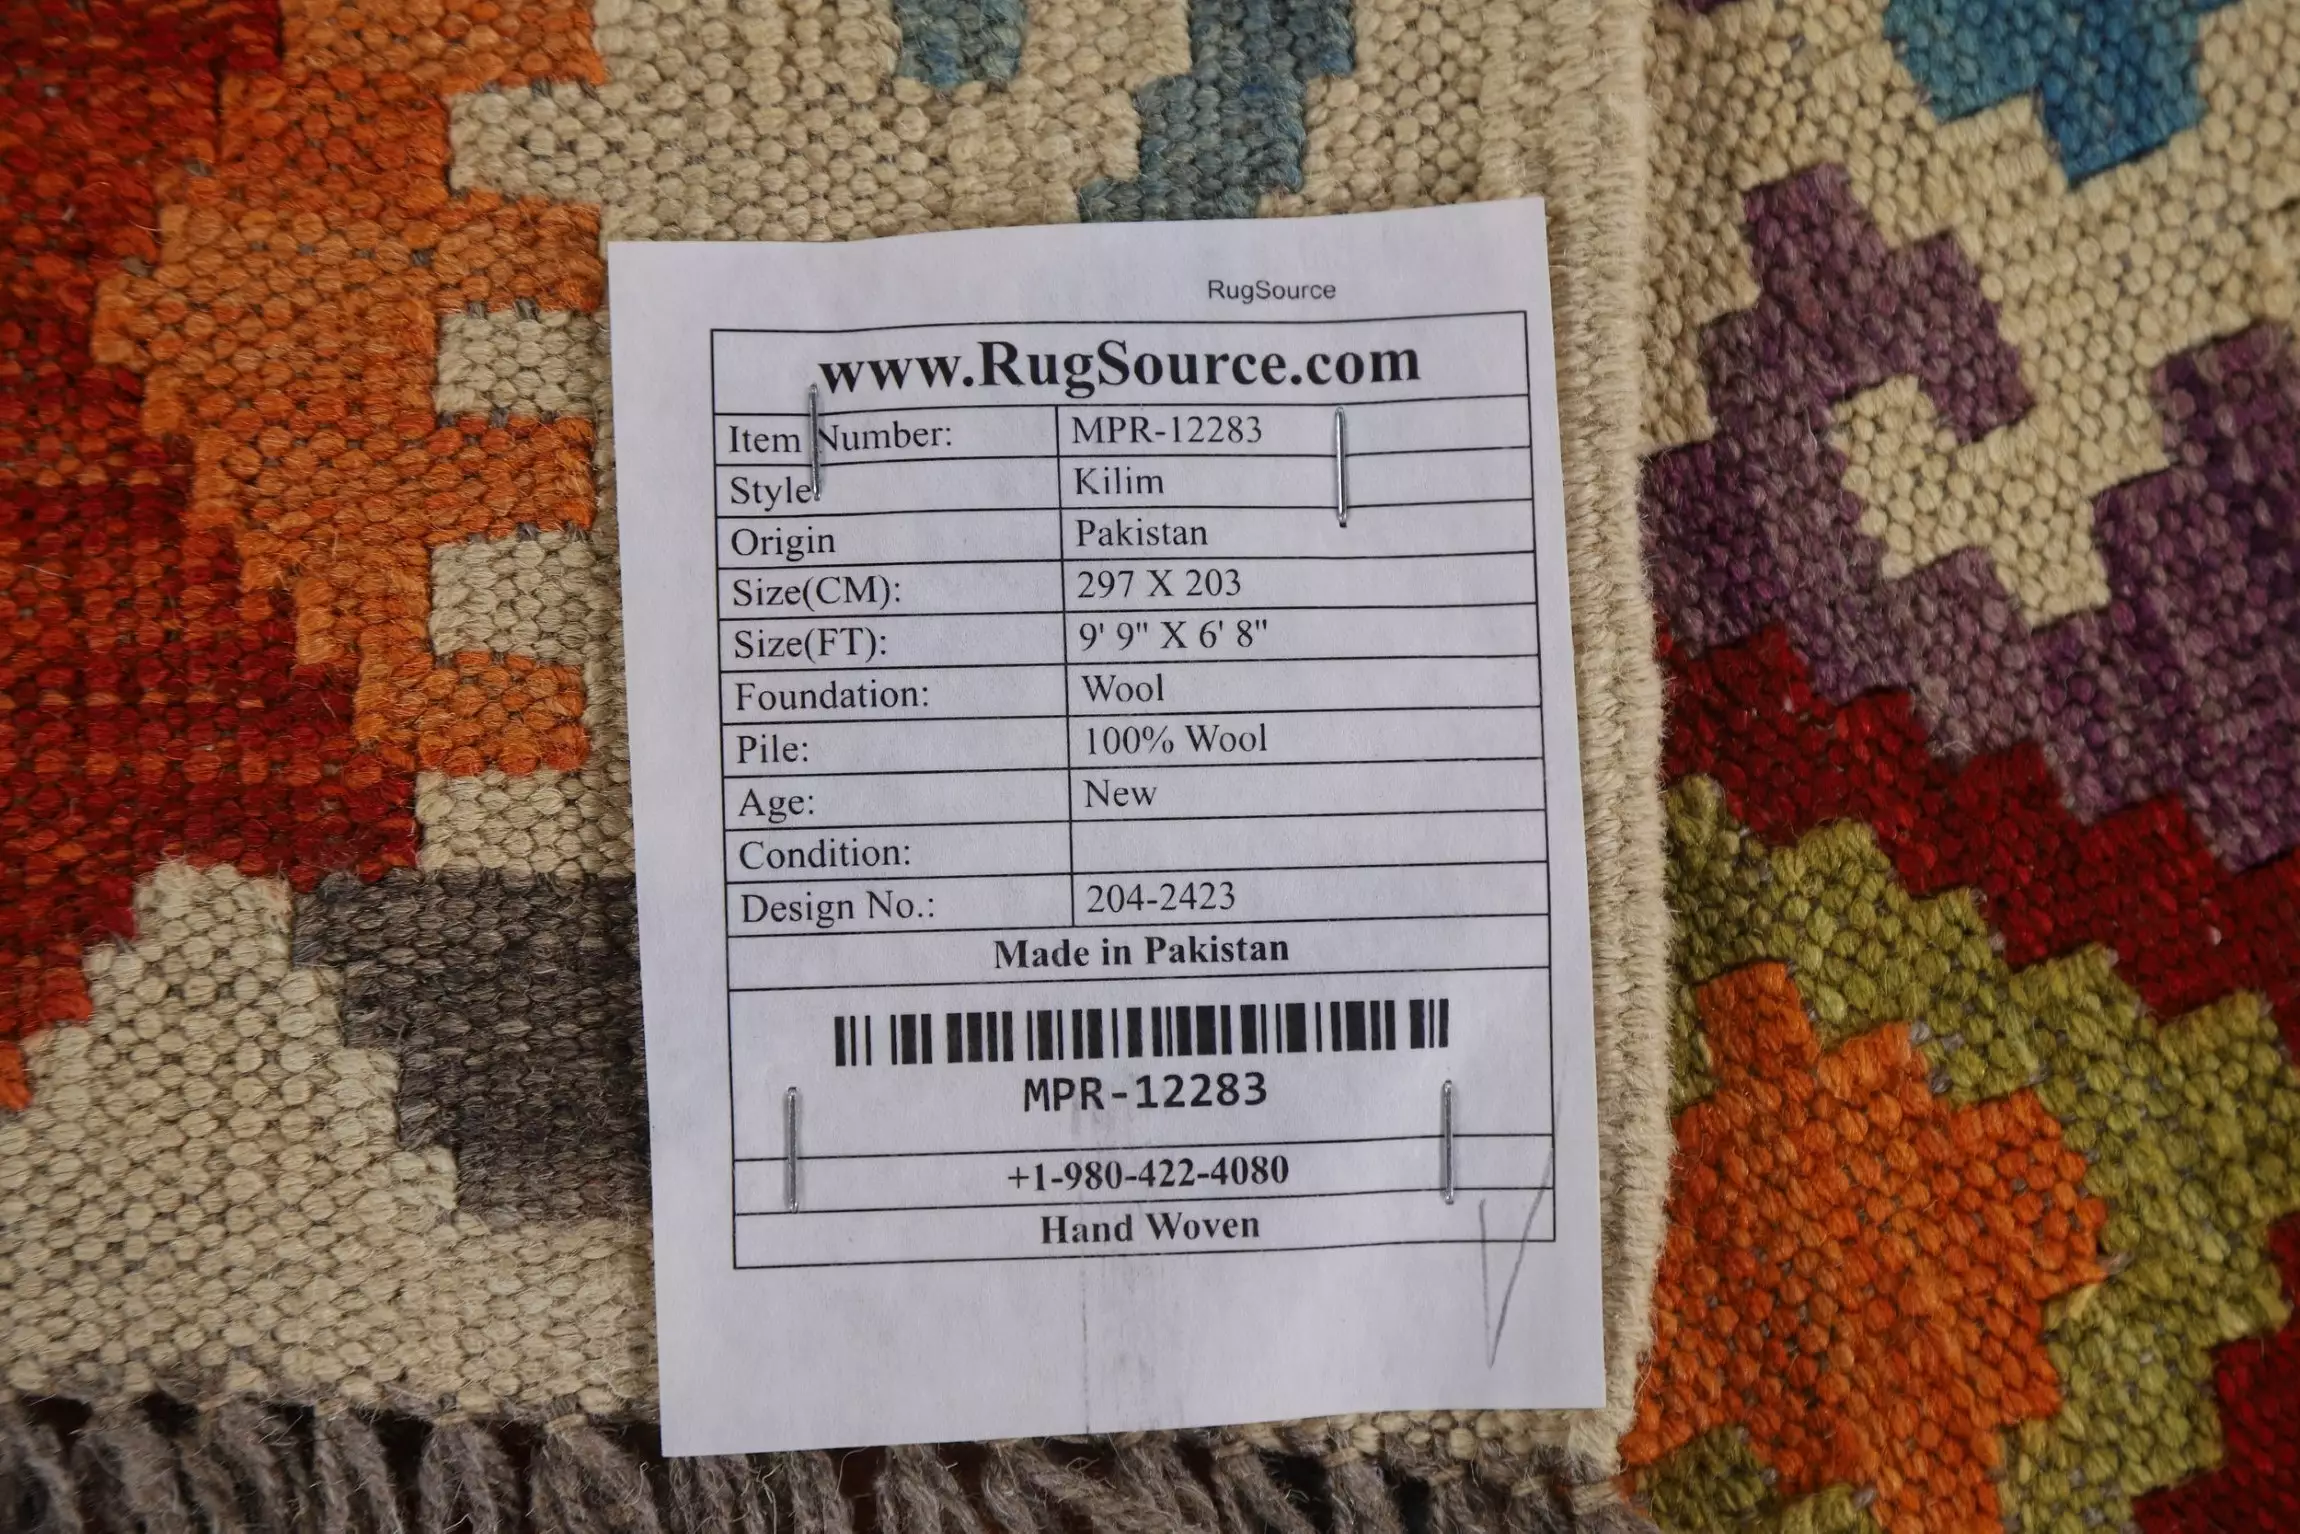 RugSource
www.RugSource.com
Item Number: MPR-12283
Style: Kilim
Origin Pakistan
Size(CM): 297 X 203
Size(FT): 9' 9" X 6' 8"
Foundation: Wool
Pile: 100% Wool
Age: New
Condition:
Design No.: 204-2423
Made in Pakistan
MPR-12283
+1-980-422-4080
Hand Woven